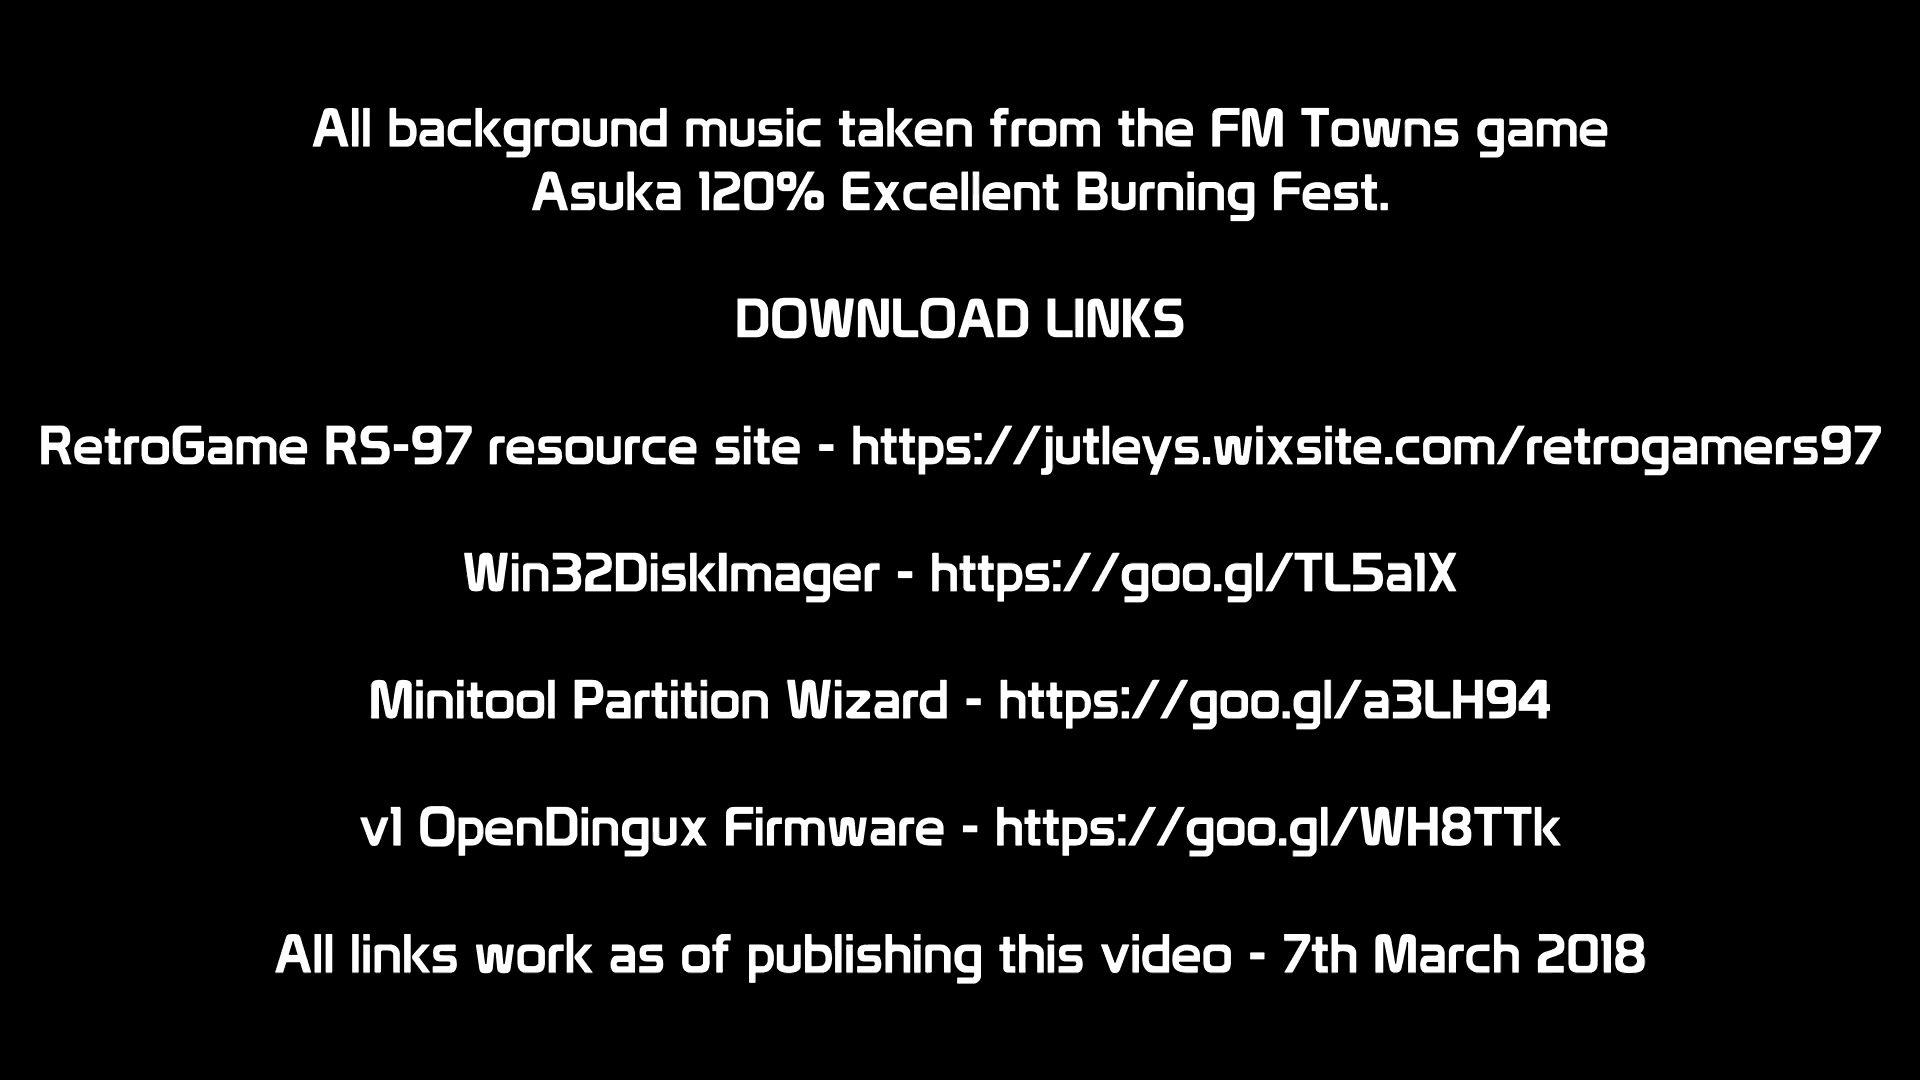 All background music taken from the FM Towns game
Asuka 120% Excellent Burning Fest.
DOWNLOAD LINKS
RetroGame RS-97 resource site - https://jutleys.wixsite.com/retrogamers97
Win32DiskImager - https://goo.gl/TL5a1X
Minitool Partition Wizard - https://goo.gl/a3LH94
v1 OpenDingux Firmware - https://goo.gl/WH8TTk
All links work as of publishing this video - 7th March 2018